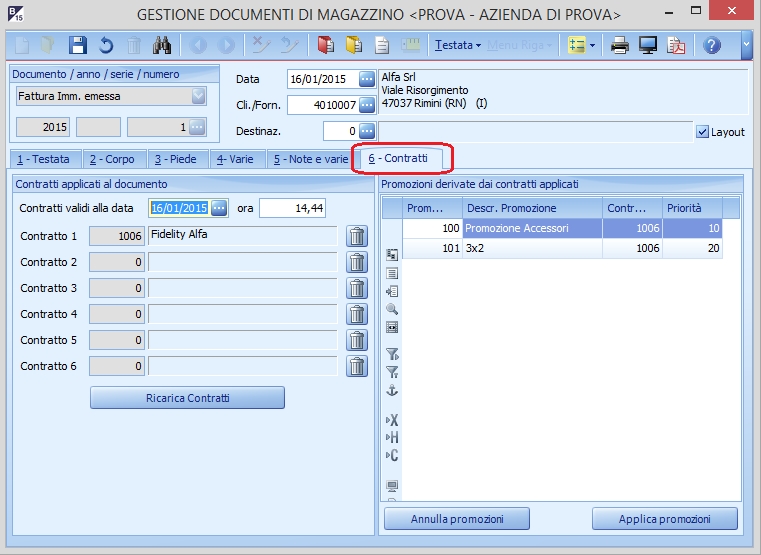 B
15
GESTIONE DOCUMENTI DI MAGAZZINO <PROVA - AZIENDA DI PROVA>
Testata
Menu Riga
Documento / anno / serie / numero
Fattura Imm. emessa
2015 1
Data 16/01/2015
Cli./Forn. 4010007
Destinaz. 0
Alfa Srl
Viale Risorgimento
47037 Rimini (RN) (I)
Layout
1 - Testata
2 - Corpo
3 - Piede
4- Varie
5 - Note e varie
6 - Contratti
Contratti applicati al documento
Contratti validi alla data 16/01/2015 ora 14,44
Contratto 1 1006 Fidelity Alfa
Contratto 2 0
Contratto 3 0
Contratto 4 0
Contratto 5 0
Contratto 6 0
Ricarica Contratti
Promozioni derivate dai contratti applicati
Prom... Descr. Promozione Contr... Priorità
100 Promozione Accessori 1006 10
101 3x2 1006 20
X
H
C
Annulla promozioni
Applica promozioni